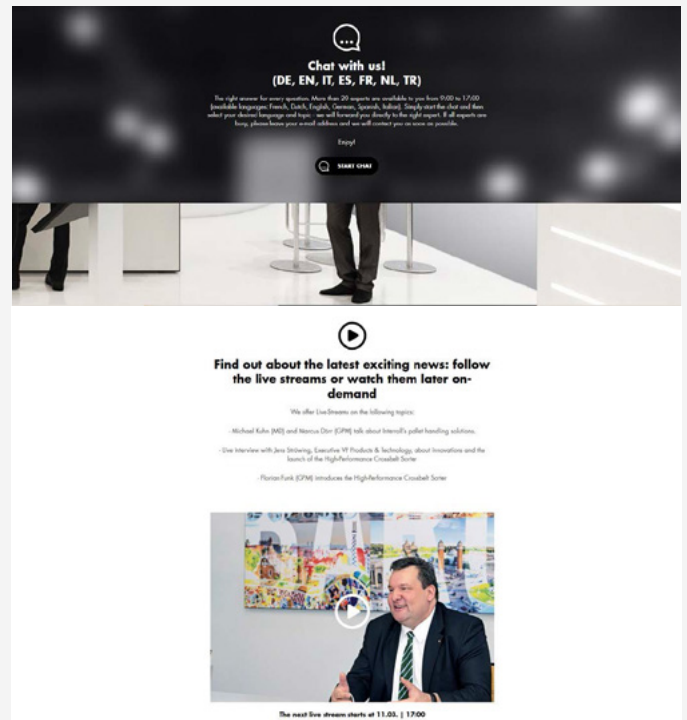 Chat with us!
(DE, EN, IT, ES, FR, NL, TR)
The right answer for every question. More than 20 experts are available to you from 9:00 to 17:00
(available languages: French, Dutch, English, German, Spanish, Italian). Simply start the chat and then
select your desired language and topic - we will forward you directly to the right expert. If all experts are
busy, please leave your e-mail address and we will contact you as soon as possible.
Enjoy!
START CHAT
Find out about the latest exciting news: follow
the live streams or watch them later on-
demand
We offer Live-Streams on the following topics:
- Michael Kuhn (MD) and Marcus Dörr (GPM) talk about Interroll's pallet handling solutions.
- Live interview with Jens Strüwing, Executive VP Products & Technology, about Innovations and the
launch of the High-Performance Crossbelt Sorter
- Florian Funk (GPM) introduces the High-Performance Crossbelt Sorter
The next live stream starts at 11.03. | 17:00